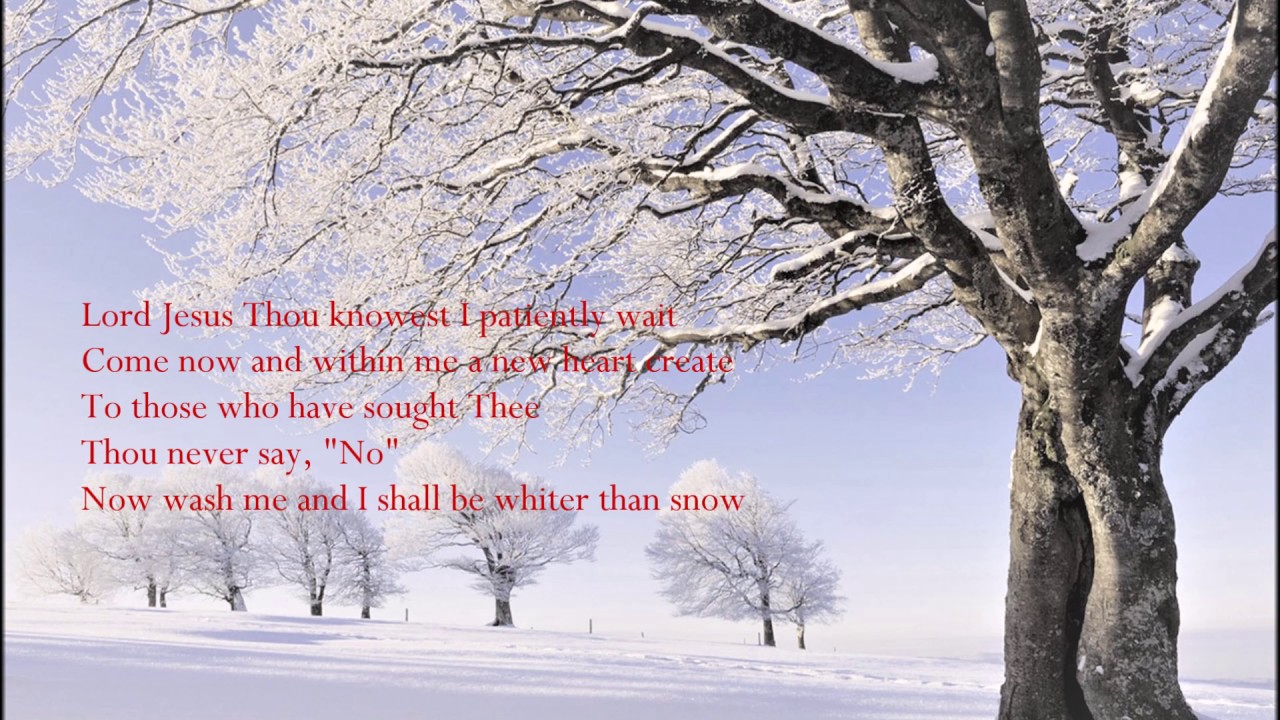 Lord Jesus Thou knowest I patiently wait
Come now and within me a new heart create
To those who have sought Thee
Thou never say, "No"
Now wash me and I shall be whiter than snow